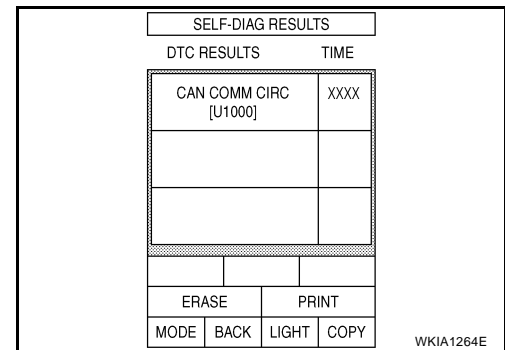 SELF-DIAG RESULTS
DTC RESULTS TIME
CAN COMM CIRC XXXX
[U1000]
ERASE PRINT
MODE BACK LIGHT COPY
WKIA1264E